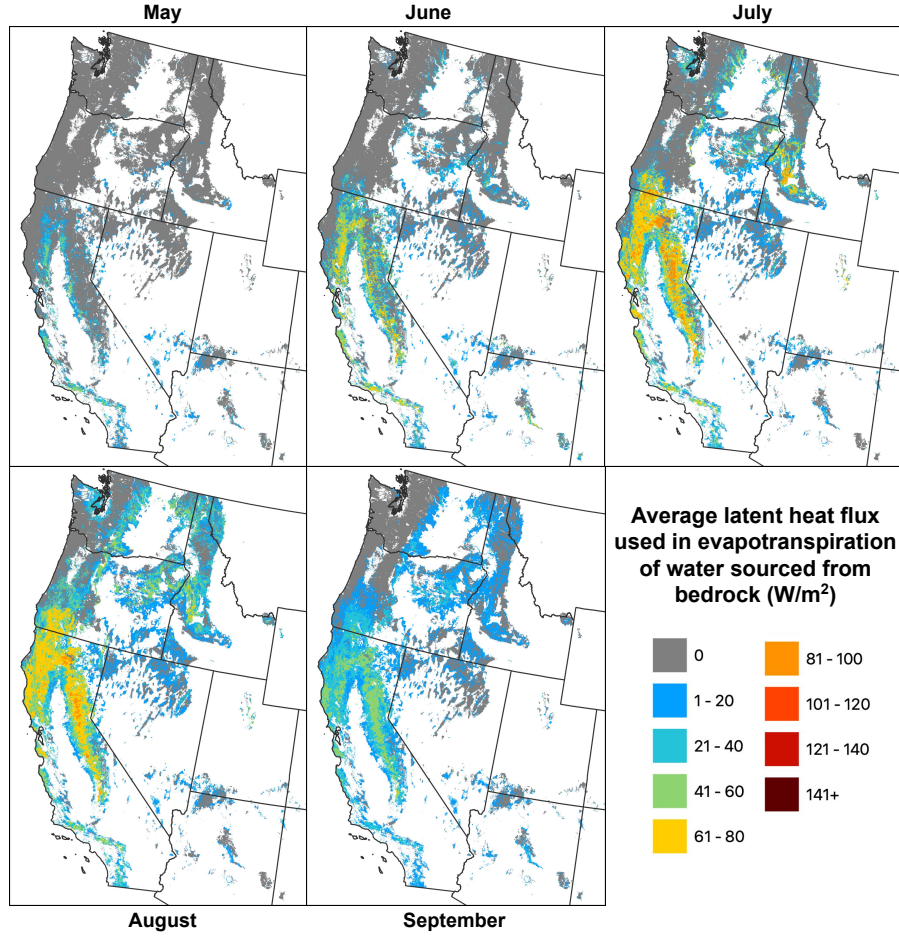 May
June
July
August
September
Average latent heat flux
used in evapotranspiration
of water sourced from
bedrock (W/m²)
0
1 - 20
21 - 40
41 - 60
61 - 80
81 - 100
101 - 120
121 - 140
141+